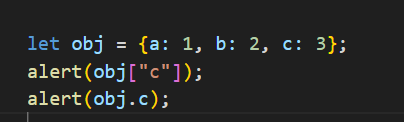 let obj = {a: 1, b: 2, c: 3};
alert(obj["c"]);
alert(obj.c);